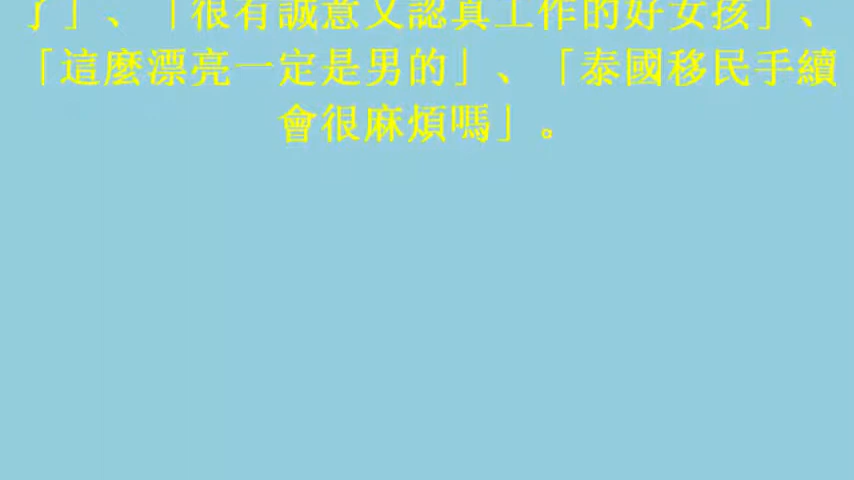 了」、「很有誠意又認真工作的好女孩」、
「這麼漂亮一定是男的」、「泰國移民手續
會很麻煩嗎」。